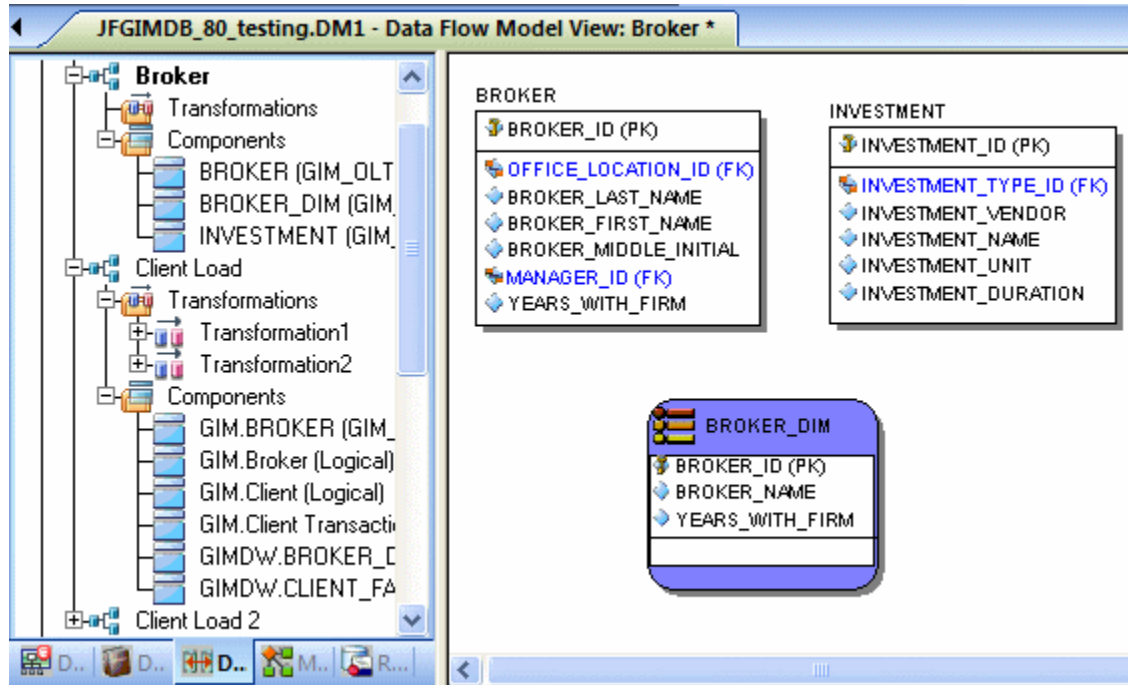 JFGIMDB_80_testing.DM1 - Data Flow Model View: Broker *
Broker
Transformations
Components
BROKER (GIM_OLT
BROKER_DIM (GIM_
INVESTMENT (GIM_
Client Load
Transformations
Transformation1
Transformation2
Components
GIM.BROKER (GIM_
GIM.Broker (Logical)
GIM.Client (Logical)
GIM.Client Transacti
GIMDW.BROKER_D
GIMDW.CLIENT_FA
Client Load 2
D..
D..
D..
M..
R...
BROKER
BROKER_ID (PK)
OFFICE_LOCATION_ID (FK)
BROKER_LAST_NAME
BROKER_FIRST_NAME
BROKER_MIDDLE_INITIAL
MANAGER_ID (FK)
YEARS_WITH_FIRM
INVESTMENT
INVESTMENT_ID (PK)
INVESTMENT_TYPE_ID (FK)
INVESTMENT_VENDOR
INVESTMENT_NAME
INVESTMENT_UNIT
INVESTMENT_DURATION
BROKER_DIM
BROKER_ID (PK)
BROKER_NAME
YEARS_WITH_FIRM